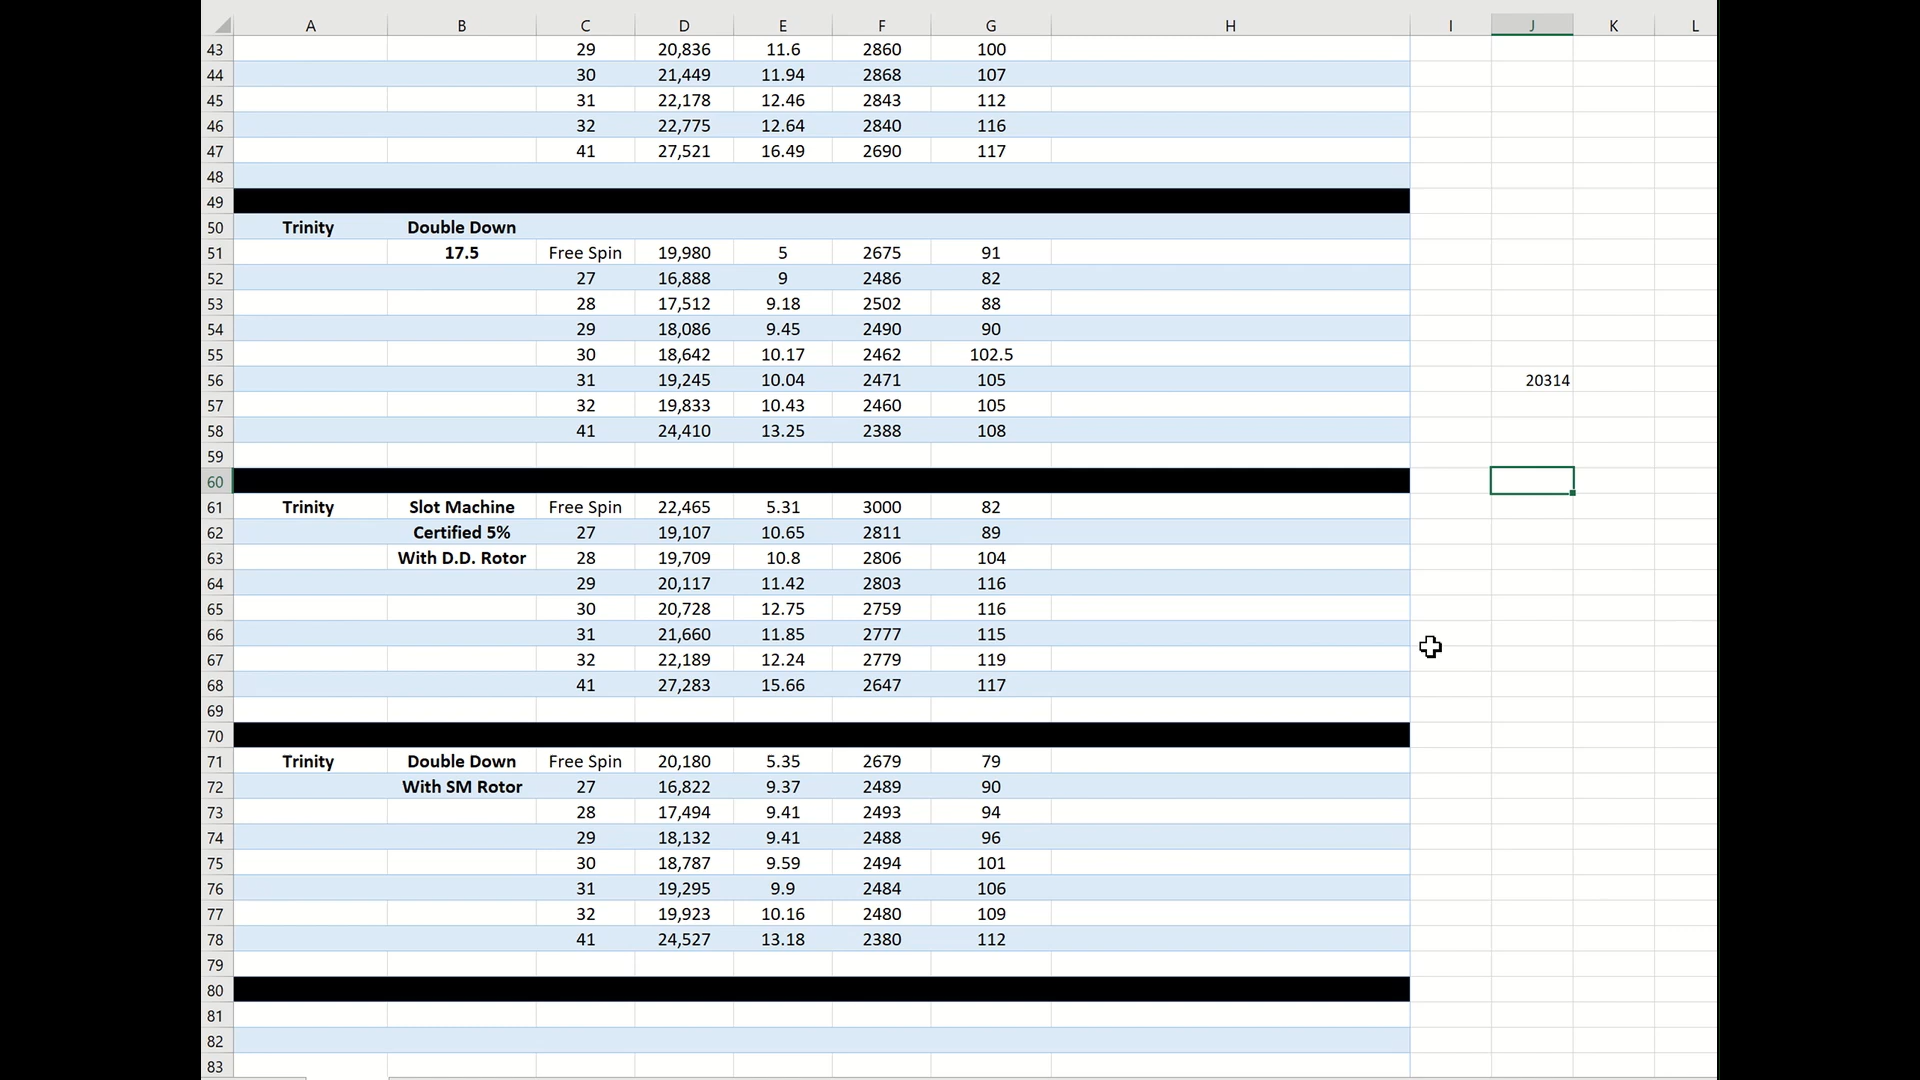 A B C D E F G H I J K L
43 29 20,836 11.6 2860 100
44 30 21,449 11.94 2868 107
45 31 22,178 12.46 2843 112
46 32 22,775 12.64 2840 116
47 41 27,521 16.49 2690 117
48
49
50 Trinity Double Down
51 17.5 Free Spin 19,980 5 2675 91
52 27 16,888 9 2486 82
53 28 17,512 9.18 2502 88
54 29 18,086 9.45 2490 90
55 30 18,642 10.17 2462 102.5
56 31 19,245 10.04 2471 105 20314
57 32 19,833 10.43 2460 105
58 41 24,410 13.25 2388 108
59
60
61 Trinity Slot Machine Free Spin 22,465 5.31 3000 82
62 Certified 5% 27 19,107 10.65 2811 89
63 With D.D. Rotor 28 19,709 10.8 2806 104
64 29 20,117 11.42 2803 116
65 30 20,728 12.75 2759 116
66 31 21,660 11.85 2777 115
67 32 22,189 12.24 2779 119
68 41 27,283 15.66 2647 117
69
70
71 Trinity Double Down Free Spin 20,180 5.35 2679 79
72 With SM Rotor 27 16,822 9.37 2489 90
73 28 17,494 9.41 2493 94
74 29 18,132 9.41 2488 96
75 30 18,787 9.59 2494 101
76 31 19,295 9.9 2484 106
77 32 19,923 10.16 2480 109
78 41 24,527 13.18 2380 112
79
80
81
82
83